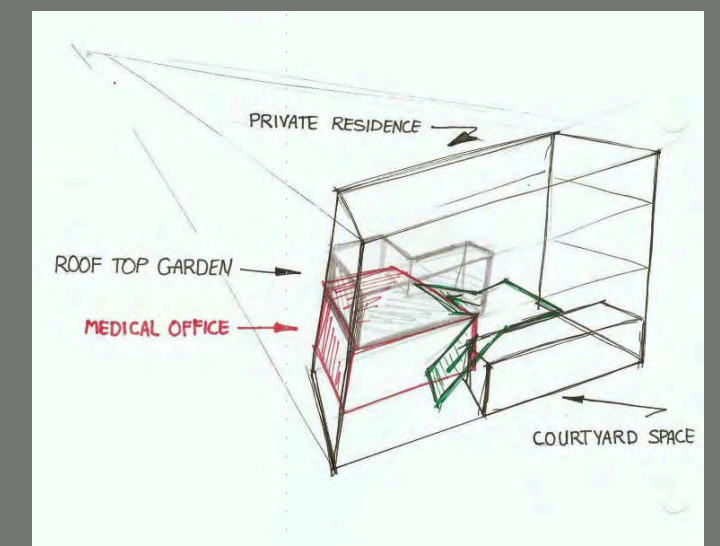 PRIVATE RESIDENCE
ROOF TOP GARDEN
MEDICAL OFFICE
COURTYARD SPACE